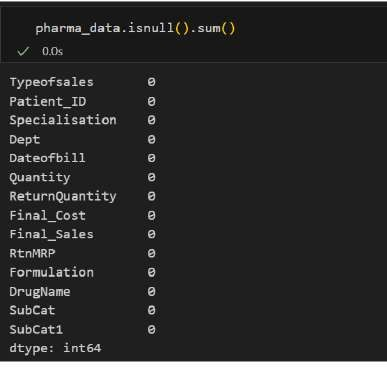 pharma_data.isnull().sum()
✓ 0.0s
Typeofsales 0
Patient_ID 0
Specialisation 0
Dept 0
Dateofbill 0
Quantity 0
ReturnQuantity 0
Final_Cost 0
Final_Sales 0
RtnMRP 0
Formulation 0
DrugName 0
SubCat 0
SubCat1 0
dtype: int64